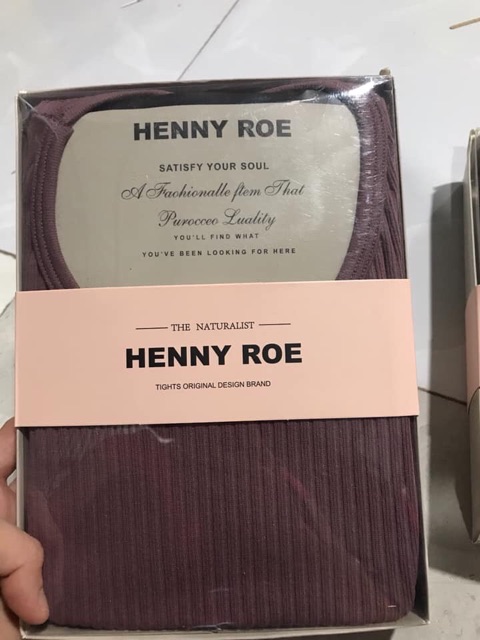 HENNY ROE
SATISFY YOUR SOUL
A Faohionalle ftem That
Purocceo Luality
YOU'LL FIND WHAT
YOU'VE BEEN LOOKING FOR HERE
THE NATURALIST
HENNY ROE
TIGHTS ORIGINAL DESIGN BRAND